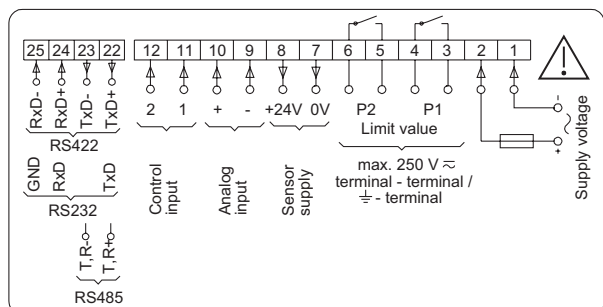 25 24 23 22 12 11 10 9 8 7 6 5 4 3 2 1
RxD- RxD+ TxD- TxD+
RS422
GND RxD TxD
RS232
T,R- T,R+
RS485
2 1
Control
input
+ -
Analog
input
+24V 0V
Sensor
supply
P2 P1
Limit value
max. 250 V ⏦
terminal - terminal /
⏚ - terminal
-
+
Supply voltage